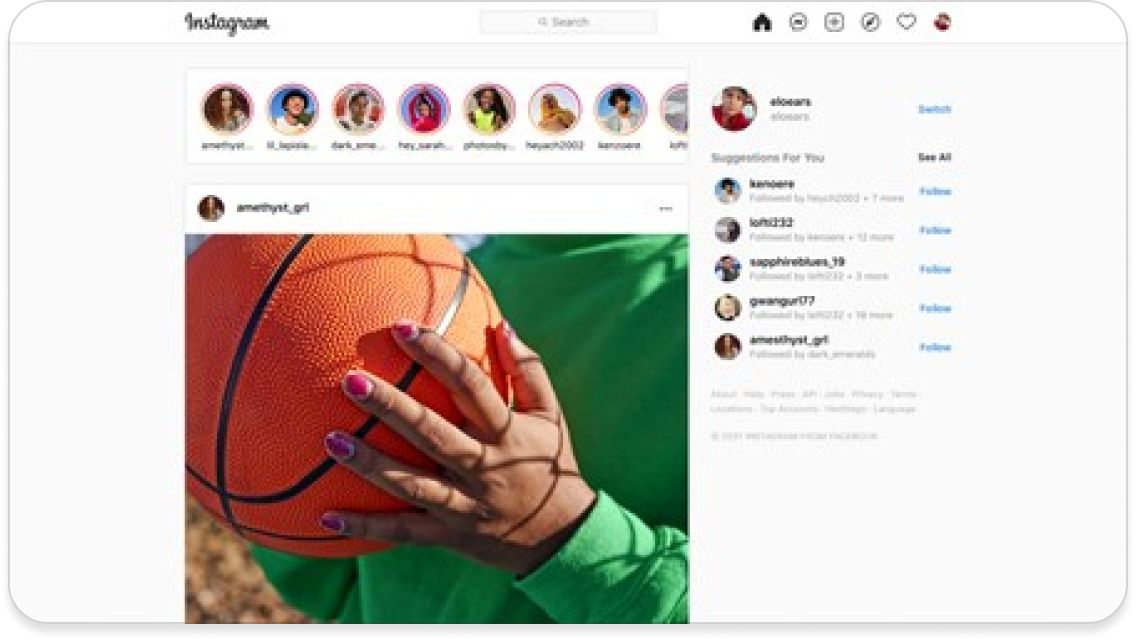 Instagram
Search
amethyst... lil_lapisla... dark_eme... hey_sarah... photosby... heyach2002 kenzoere lofti
eloears
eloears
Switch
Suggestions For You See All
kenoere
Followed by heyach2002 + 7 more
Follow
lofti232
Followed by kenoere + 12 more
Follow
sapphireblues_19
Followed by lofti232 + 3 more
Follow
gwangurl77
Followed by lofti232 + 19 more
Follow
amesthyst_grl
Followed by dark_emeralds
Follow
About · Help · Press · API · Jobs · Privacy · Terms ·
Locations · Top Accounts · Hashtags · Language
© 2021 INSTAGRAM FROM FACEBOOK
amethyst_grl